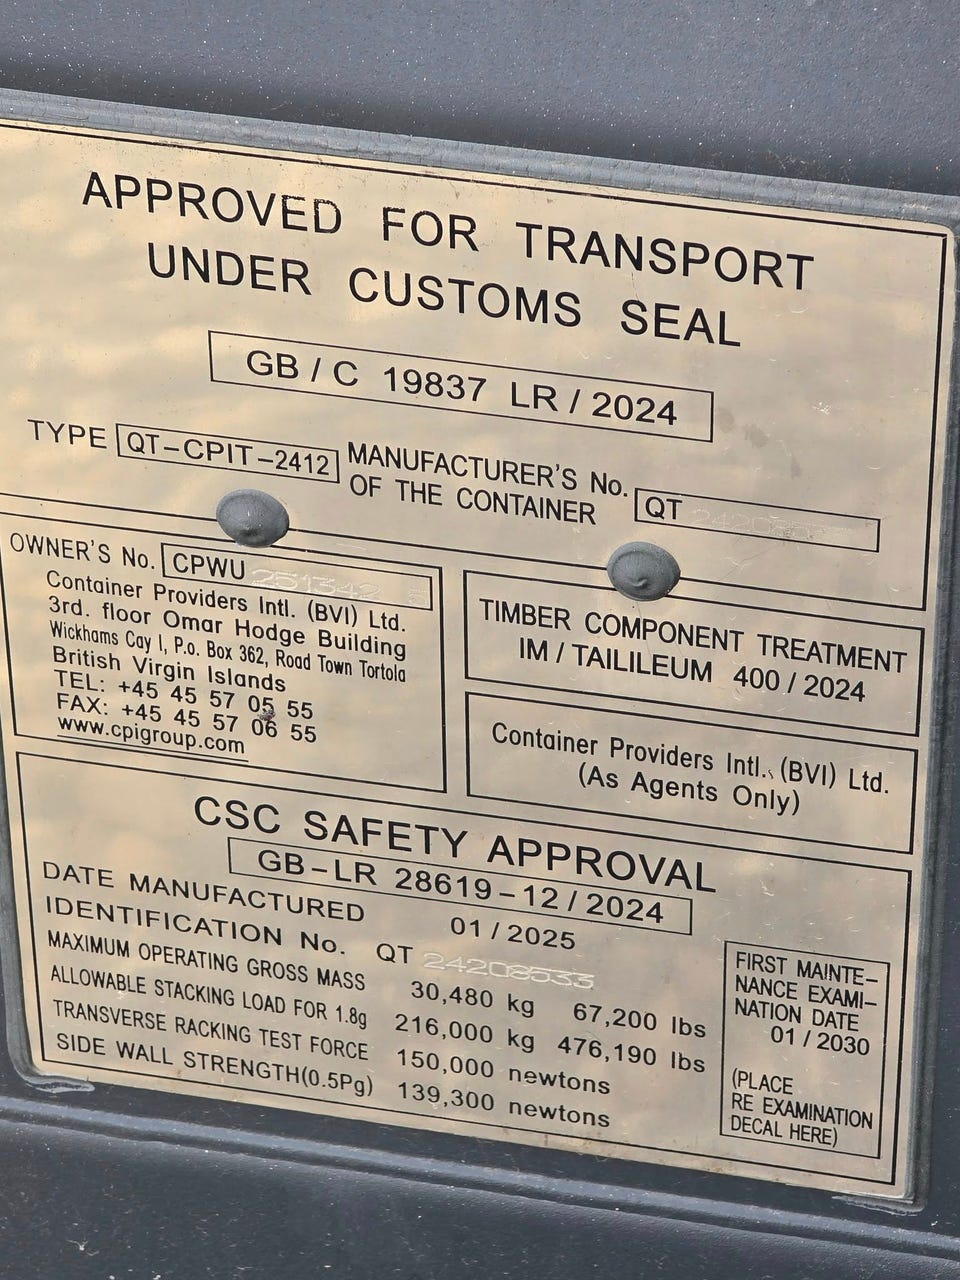 APPROVED FOR TRANSPORT
UNDER CUSTOMS SEAL
GB / C 19837 LR / 2024
TYPE QT-CPIT-2412 MANUFACTURER'S No.
OF THE CONTAINER QT
OWNER'S No. CPWU 251342
Container Providers Intl. (BVI) Ltd.
3rd. floor Omar Hodge Building
Wickhams Cay I, P.o. Box 362, Road Town Tortola
British Virgin Islands
TEL: +45 45 57 05 55
FAX: +45 45 57 06 55
www.cpigroup.com
TIMBER COMPONENT TREATMENT
IM / TAILILEUM 400 / 2024
Container Providers Intl., (BVI) Ltd.
(As Agents Only)
CSC SAFETY APPROVAL
GB-LR 28619-12 / 2024
DATE MANUFACTURED 01 / 2025
IDENTIFICATION No. QT 24208533
MAXIMUM OPERATING GROSS MASS 30,480 kg 67,200 lbs
ALLOWABLE STACKING LOAD FOR 1.8g 216,000 kg 476,190 lbs
TRANSVERSE RACKING TEST FORCE 150,000 newtons
SIDE WALL STRENGTH(0.5Pg) 139,300 newtons
FIRST MAINTE-
NANCE EXAMI-
NATION DATE
01 / 2030
(PLACE
RE EXAMINATION
DECAL HERE)